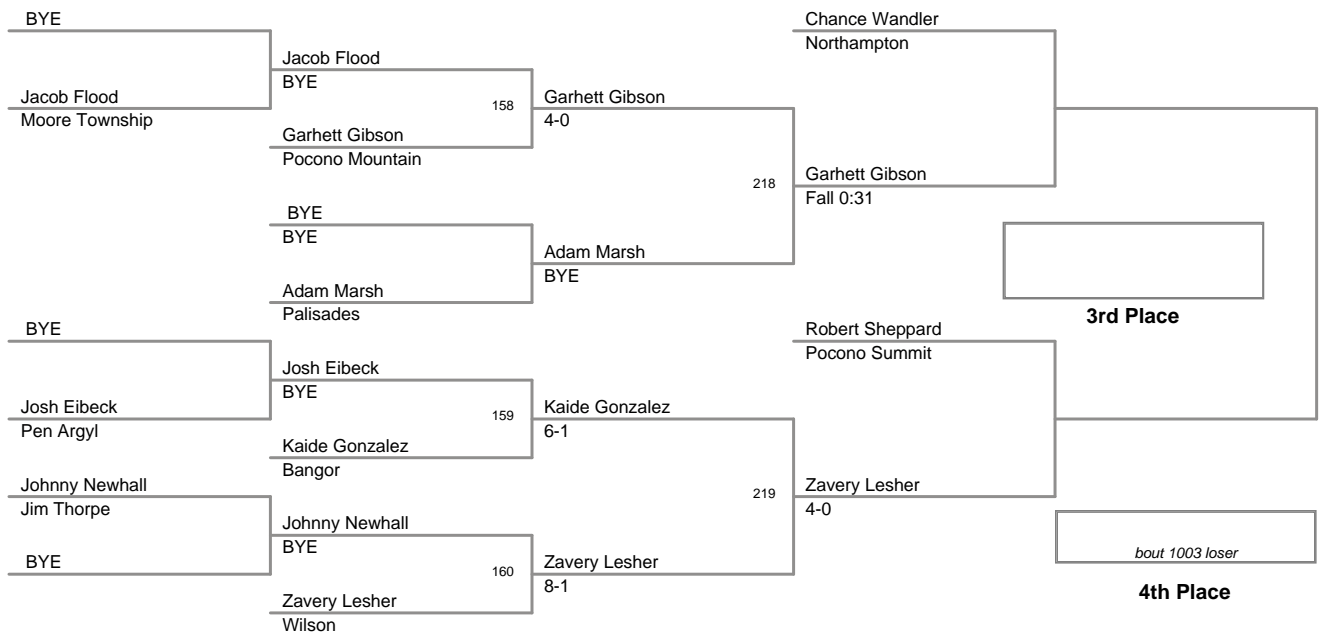 BYE
Jacob Flood
Moore Township
Jacob Flood
BYE
158
Garhett Gibson
Pocono Mountain
BYE
BYE
Adam Marsh
Palisades
Garhett Gibson
4-0
218
Adam Marsh
BYE
Chance Wandler
Northampton
Garhett Gibson
Fall 0:31
3rd Place
BYE
Josh Eibeck
Pen Argyl
Johnny Newhall
Jim Thorpe
BYE
Josh Eibeck
BYE
159
Kaide Gonzalez
Bangor
Johnny Newhall
BYE
160
Zavery Lesher
Wilson
Kaide Gonzalez
6-1
219
Zavery Lesher
8-1
Robert Sheppard
Pocono Summit
Zavery Lesher
4-0
bout 1003 loser
4th Place